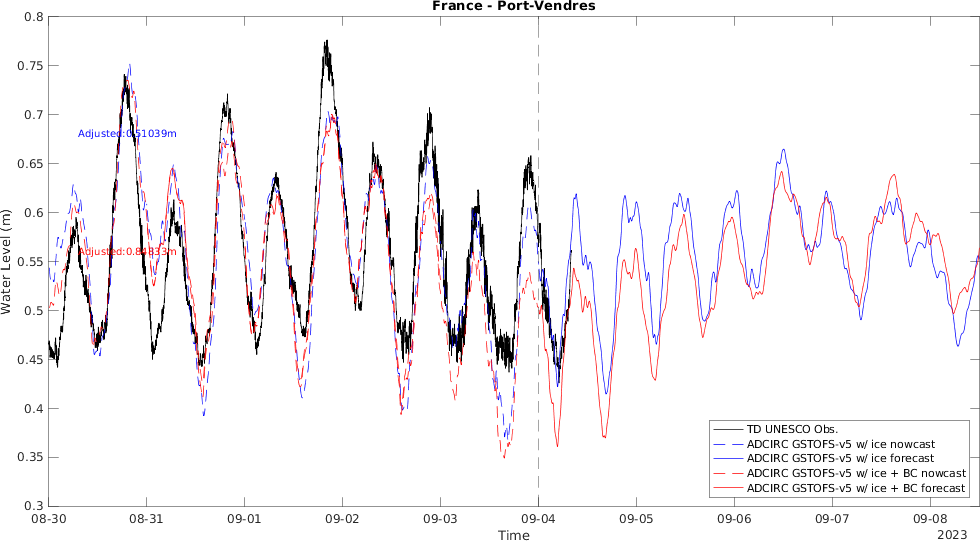 France - Port-Vendres
0.8
0.75
0.7
0.65
0.6
0.55
0.5
0.45
0.4
0.35
0.3
Water Level (m)
Adjusted:0.51039m
TD UNESCO Obs.
ADCIRC GSTOFS-v5 w/ ice nowcast
ADCIRC GSTOFS-v5 w/ ice forecast
ADCIRC GSTOFS-v5 w/ ice + BC nowcast
ADCIRC GSTOFS-v5 w/ ice + BC forecast
08-30 08-31 09-01 09-02 09-03 09-04 09-05 09-06 09-07 09-08
Time
2023